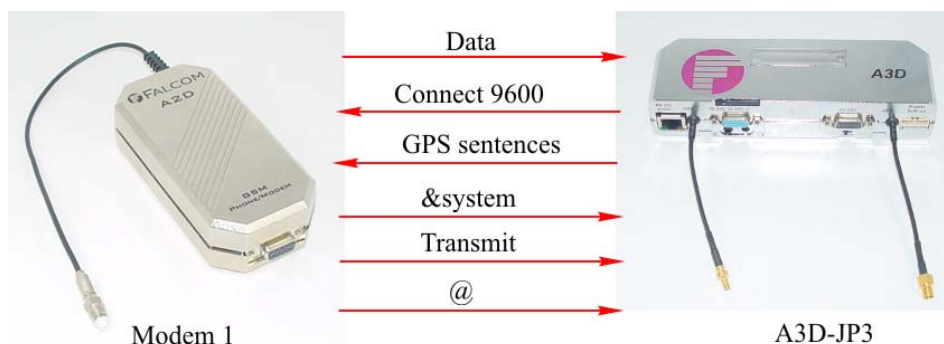 Data
Connect 9600
GPS sentences
&system
Transmit
@
FALCOM
A2D
GSM
PHONE/MODEM
Modem 1
A3D
A3D-JP3